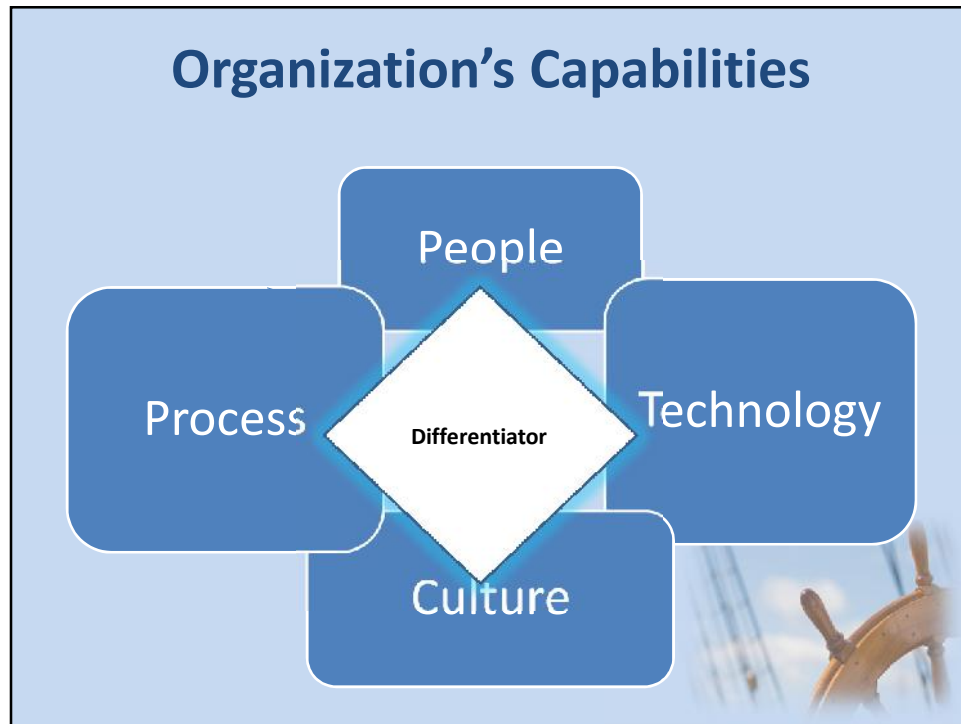 Organization’s Capabilities
People
Process
Technology
Differentiator
Culture